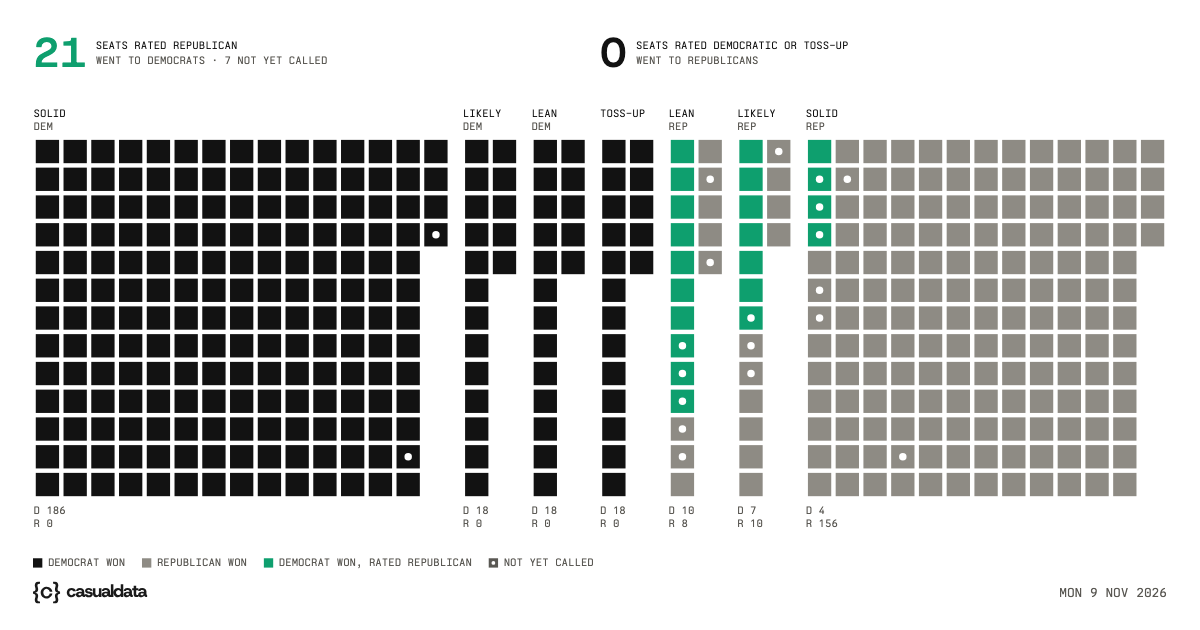 21
SEATS RATED REPUBLICAN
WENT TO DEMOCRATS · 7 NOT YET CALLED
0
SEATS RATED DEMOCRATIC OR TOSS-UP
WENT TO REPUBLICANS
SOLID
DEM
LIKELY
DEM
LEAN
DEM
TOSS-UP
LEAN
REP
LIKELY
REP
SOLID
REP
D 186
R 0
D 18
R 0
D 18
R 0
D 18
R 0
D 10
R 8
D 7
R 10
D 4
R 156
DEMOCRAT WON
REPUBLICAN WON
DEMOCRAT WON, RATED REPUBLICAN
NOT YET CALLED
{c} casualdata
MON 9 NOV 2026